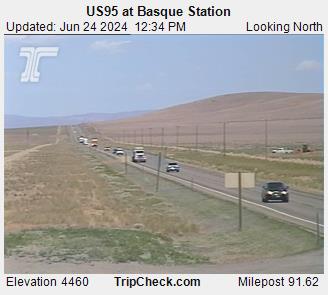 US95 at Basque Station
Updated: Jun 24 2024 12:34 PM Looking North
Elevation 4460 TripCheck.com Milepost 91.62